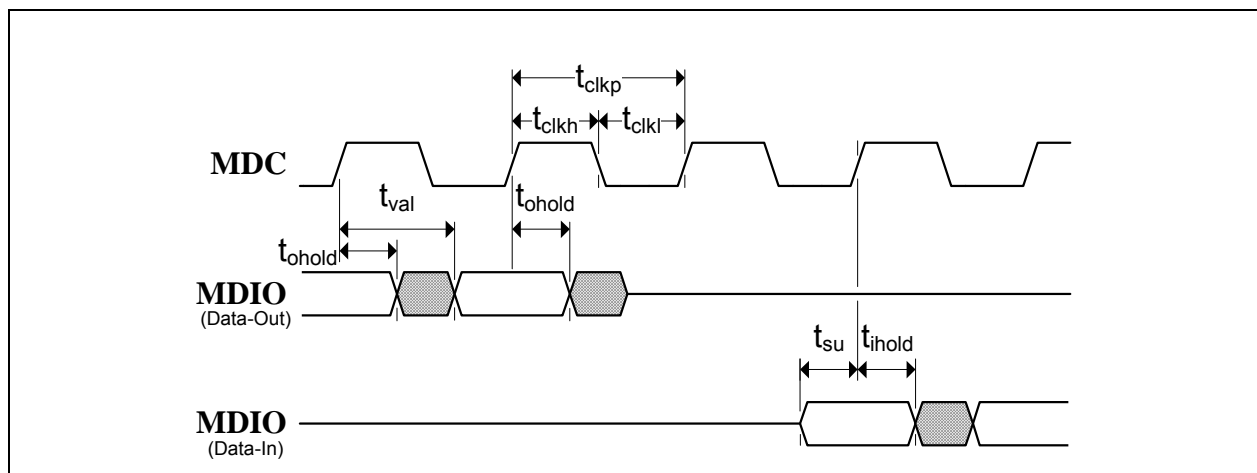 tclkp
tclkh tclkl
MDC
tval tohold
tohold
MDIO
(Data-Out)
tsu tihold
MDIO
(Data-In)